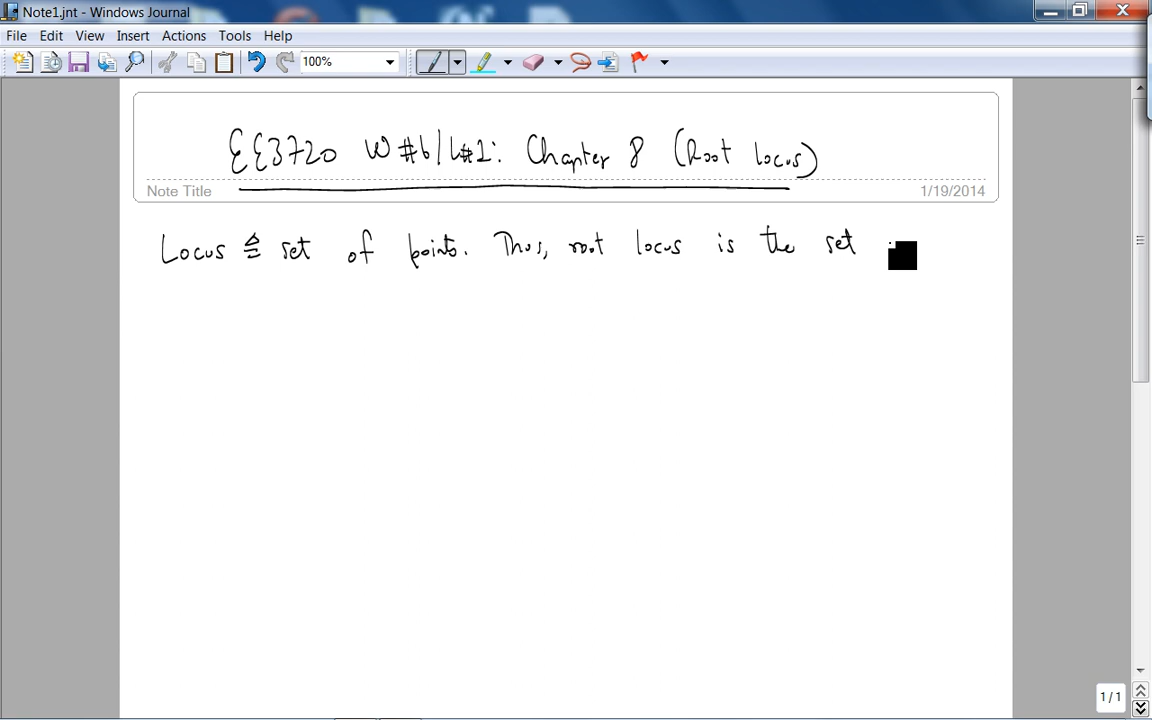 Note1.jnt - Windows Journal
File Edit View Insert Actions Tools Help
100%
EE3720 W#6/L#1: Chapter 8 (Root locus)
Note Title 1/19/2014
Locus ≙ set of points. Thus, root locus is the set
1/1